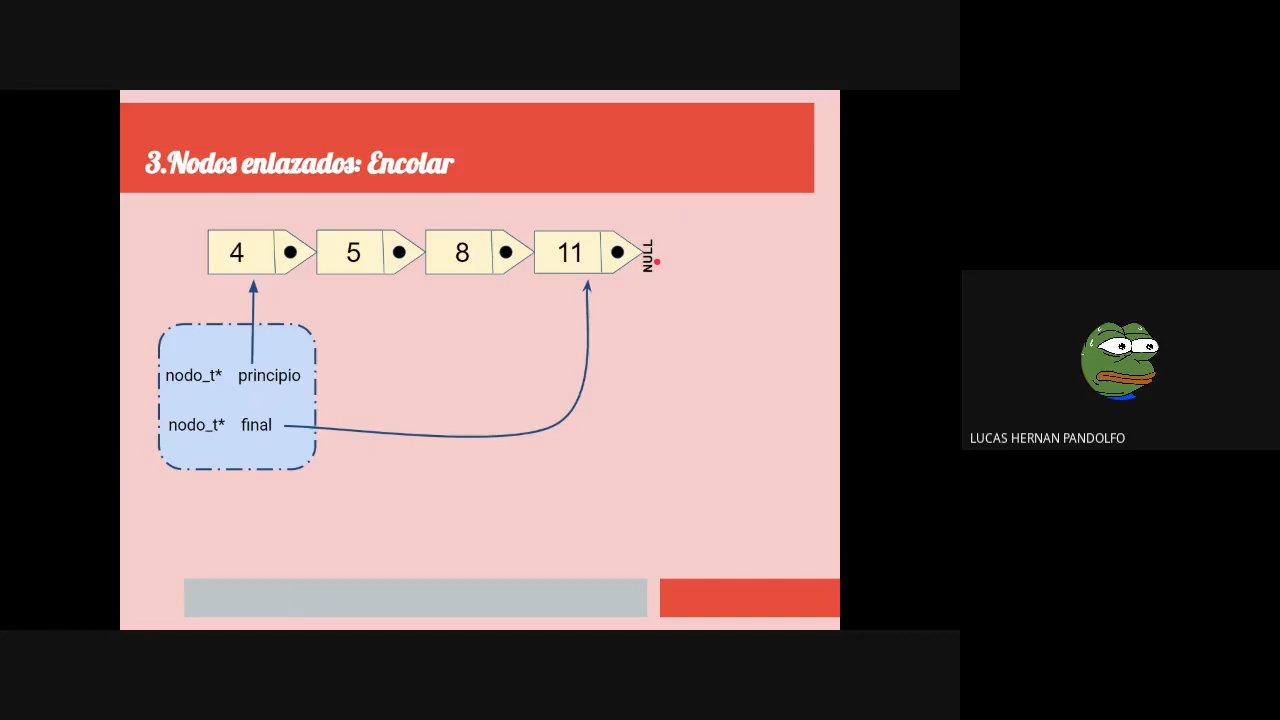 3.Nodos enlazados: Encolar
4 5 8 11 NULL
nodo_t* principio
nodo_t* final
LUCAS HERNAN PANDOLFO